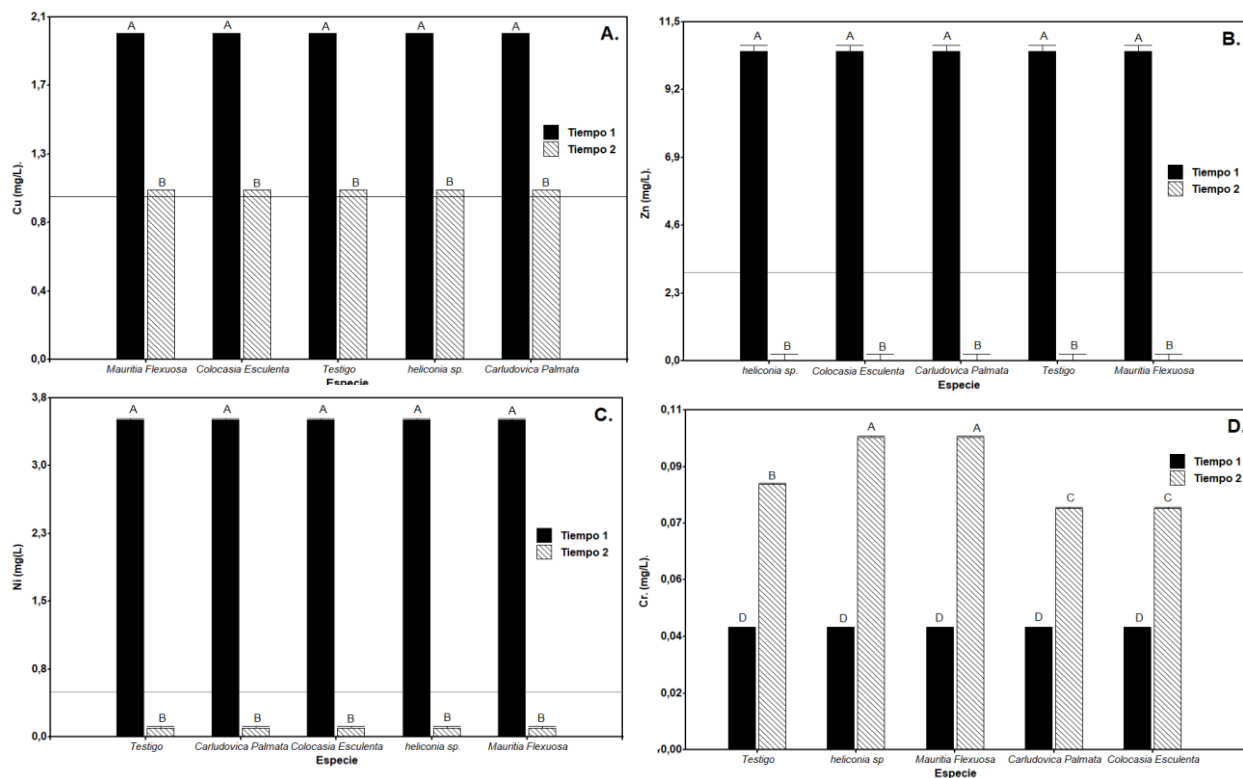 A.
Cu (mg/L).
2,1
1,7
1,3
0,8
0,4
0,0
A A A A A
B B B B B
Tiempo 1
Tiempo 2
Mauritia Flexuosa Colocasia Esculenta Testigo heliconia sp. Carludovica Palmata
Especie
B.
Zn (mg/L).
11,5
9,2
6,9
4,6
2,3
0,0
A A A A A
B B B B B
Tiempo 1
Tiempo 2
heliconia sp. Colocasia Esculenta Carludovica Palmata Testigo Mauritia Flexuosa
Especie
C.
Ni (mg(L)
3,8
3,0
2,3
1,5
0,8
0,0
A A A A A
B B B B B
Tiempo 1
Tiempo 2
Testigo Carludovica Palmata Colocasia Esculenta heliconia sp. Mauritia Flexuosa
Especie
D.
Cr. (mg/L).
0,11
0,09
0,07
0,06
0,04
0,02
,0,00
B A A C C
D D D D D
Tiempo 1
Tiempo 2
Testigo heliconia sp Mauritia Flexuosa Carludovica Palmata Colocasia Esculenta
Especie